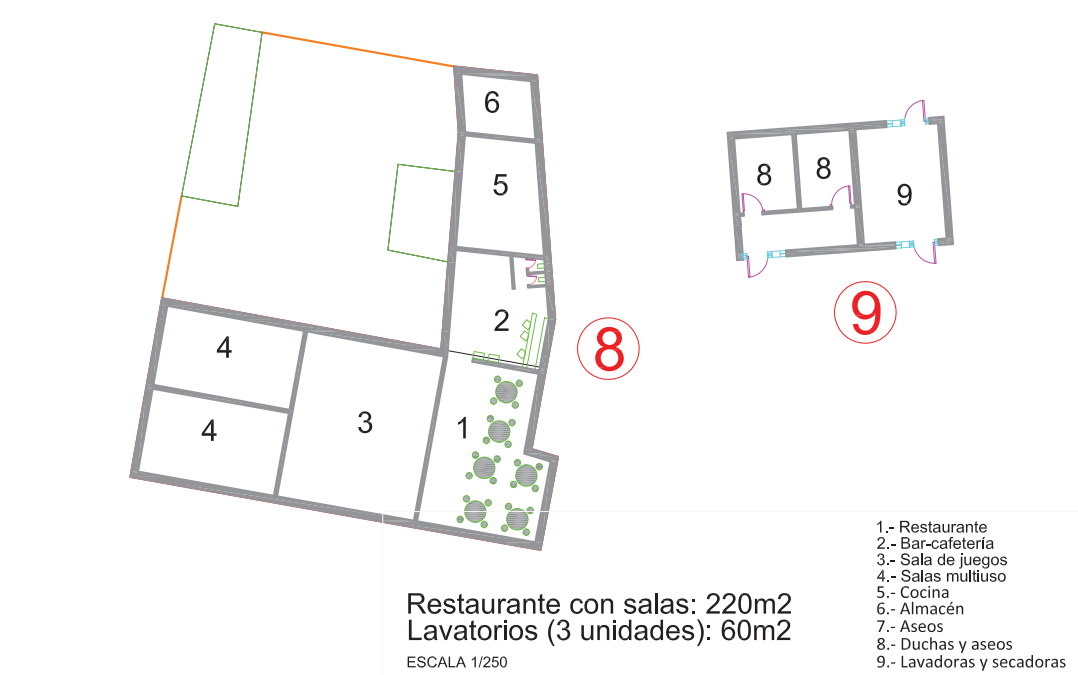 6
5
8
8
9
2
9
8
4
4
3
1
1.- Restaurante
2.- Bar-cafetería
3.- Sala de juegos
4.- Salas multiuso
5.- Cocina
6.- Almacén
7.- Aseos
8.- Duchas y aseos
9.- Lavadoras y secadoras
Restaurante con salas: 220m2
Lavatorios (3 unidades): 60m2
ESCALA 1/250